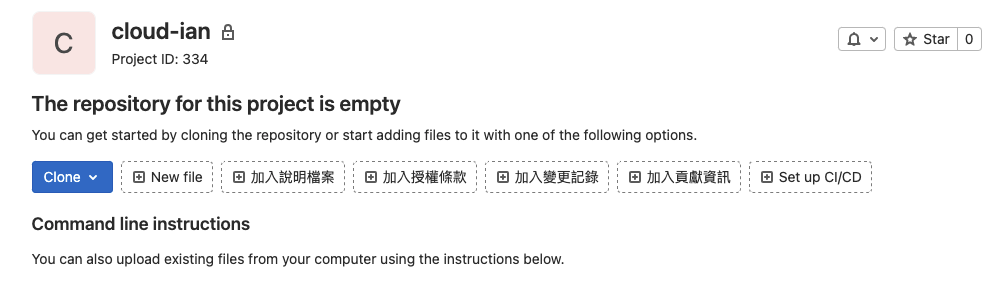 C
cloud-ian
Project ID: 334
Star 0
The repository for this project is empty
You can get started by cloning the repository or start adding files to it with one of the following options.
Clone New file 加入說明檔案 加入授權條款 加入變更記錄 加入貢獻資訊 Set up CI/CD
Command line instructions
You can also upload existing files from your computer using the instructions below.